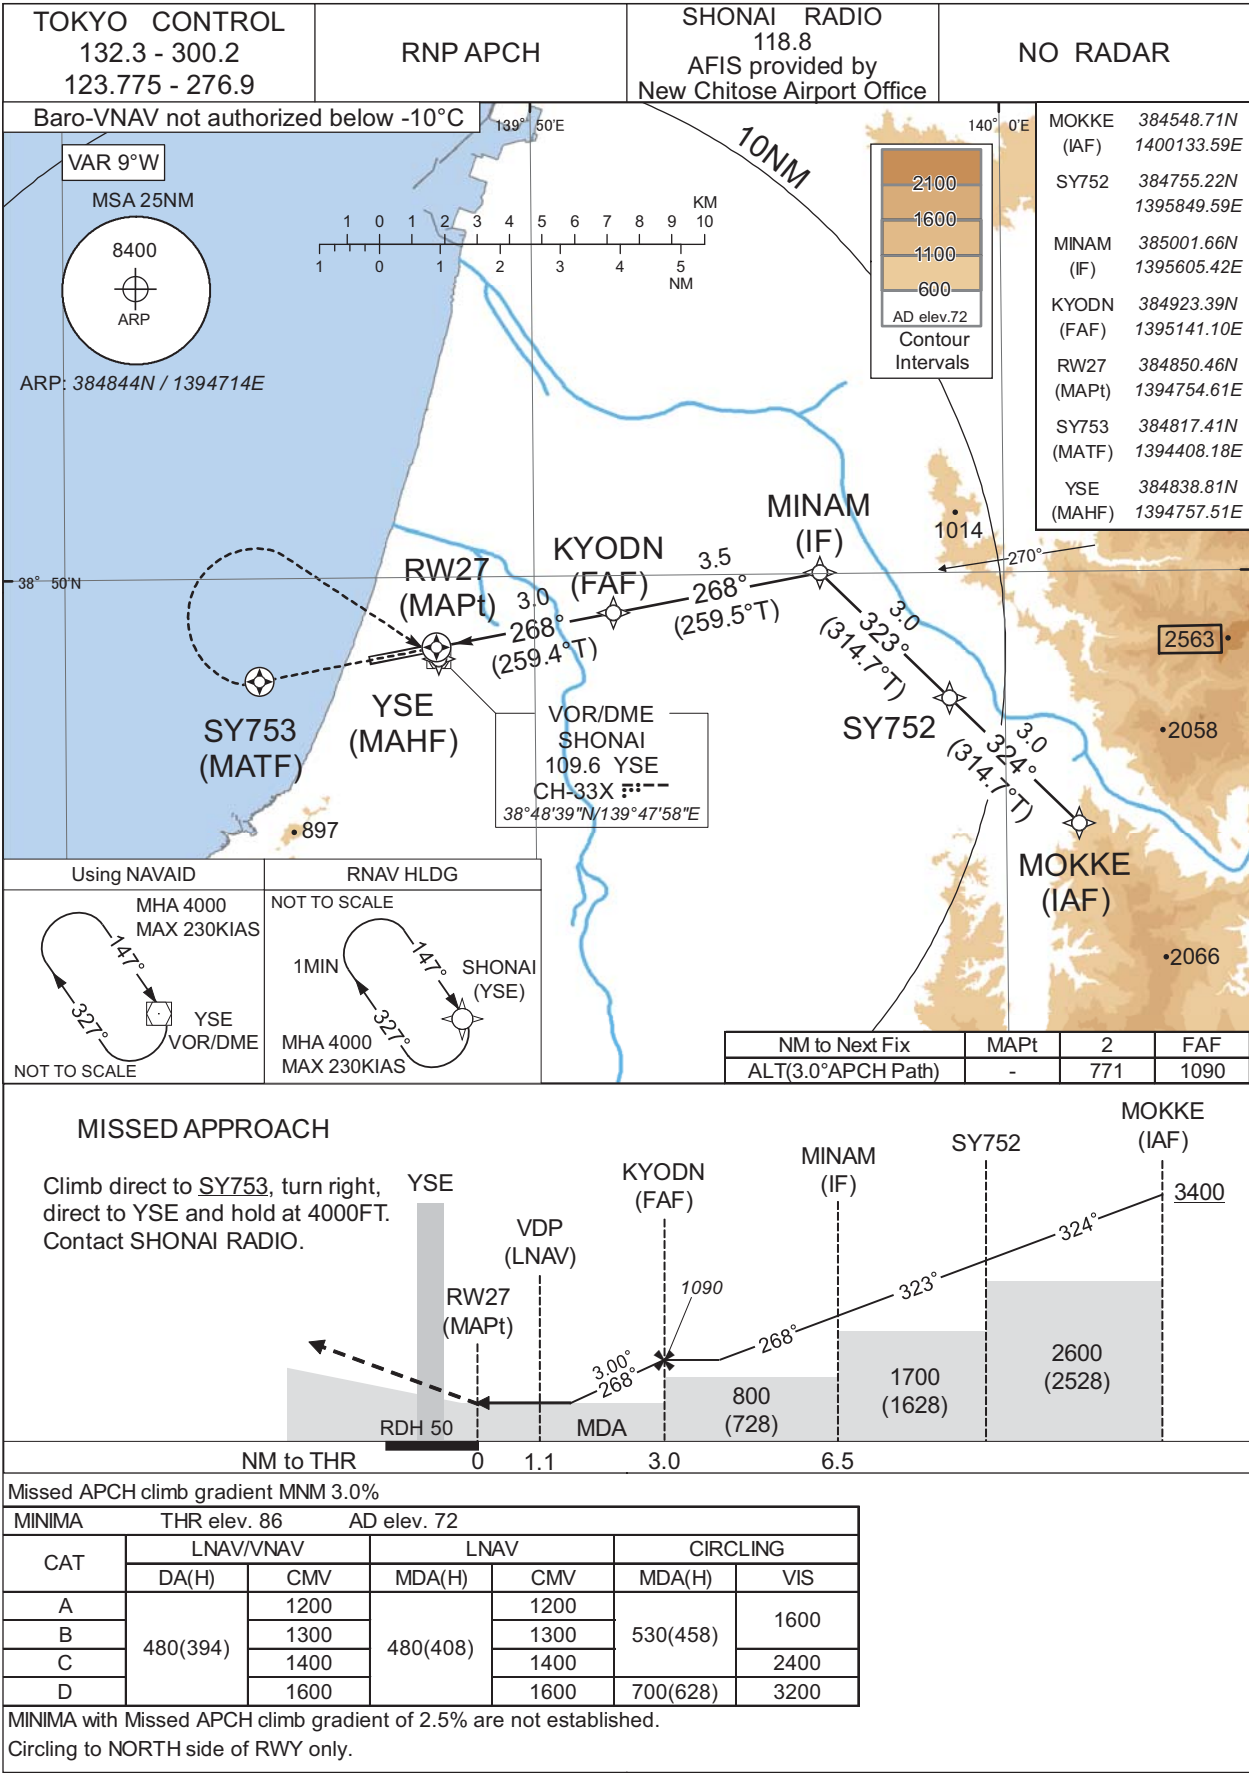 TOKYO CONTROL
132.3 - 300.2
123.775 - 276.9
RNP APCH
SHONAI RADIO
118.8
AFIS provided by
New Chitose Airport Office
NO RADAR
Baro-VNAV not authorized below -10°C
VAR 9°W
MSA 25NM
8400
ARP
ARP: 384844N / 1394714E
139° 50'E
140° 0'E
10NM
KM
1 0 1 2 3 4 5 6 7 8 9 10
1 0 1 2 3 4 5
NM
2100
1600
1100
600
AD elev.72
Contour
Intervals
MOKKE 384548.71N
(IAF) 1400133.59E
SY752 384755.22N
1395849.59E
MINAM 385001.66N
(IF) 1395605.42E
KYODN 384923.39N
(FAF) 1395141.10E
RW27 384850.46N
(MAPt) 1394754.61E
SY753 384817.41N
(MATF) 1394408.18E
YSE 384838.81N
(MAHF) 1394757.51E
38° 50'N
RW27
(MAPt)
KYODN
(FAF)
MINAM
(IF)
1014
270°
3.0
268°
(259.4°T)
3.5
268°
(259.5°T)
3.0
323°
(314.7°T)
2563
SY753
(MATF)
YSE
(MAHF)
SY752
2058
3.0
324°
(314.7°T)
VOR/DME
SHONAI
109.6 YSE
CH-33X
38°48'39"N/139°47'58"E
897
MOKKE
(IAF)
2066
Using NAVAID
MHA 4000
MAX 230KIAS
147°
327°
YSE
VOR/DME
NOT TO SCALE
RNAV HLDG
NOT TO SCALE
1MIN
147°
SHONAI
(YSE)
327°
MHA 4000
MAX 230KIAS
NM to Next Fix MAPt 2 FAF
ALT(3.0°APCH Path) - 771 1090
MISSED APPROACH
Climb direct to SY753, turn right,
direct to YSE and hold at 4000FT.
Contact SHONAI RADIO.
YSE
RW27
(MAPt)
VDP
(LNAV)
KYODN
(FAF)
MINAM
(IF)
SY752
MOKKE
(IAF)
3400
324°
323°
268°
1090
3.00°
268°
2600
(2528)
1700
(1628)
800
(728)
MDA
RDH 50
NM to THR 0 1.1 3.0 6.5
Missed APCH climb gradient MNM 3.0%
MINIMA THR elev. 86 AD elev. 72
CAT LNAV/VNAV LNAV CIRCLING
DA(H) CMV MDA(H) CMV MDA(H) VIS
A 480(394) 1200 480(408) 1200 530(458) 1600
B 1300 1300
C 1400 1400 2400
D 1600 1600 700(628) 3200
MINIMA with Missed APCH climb gradient of 2.5% are not established.
Circling to NORTH side of RWY only.